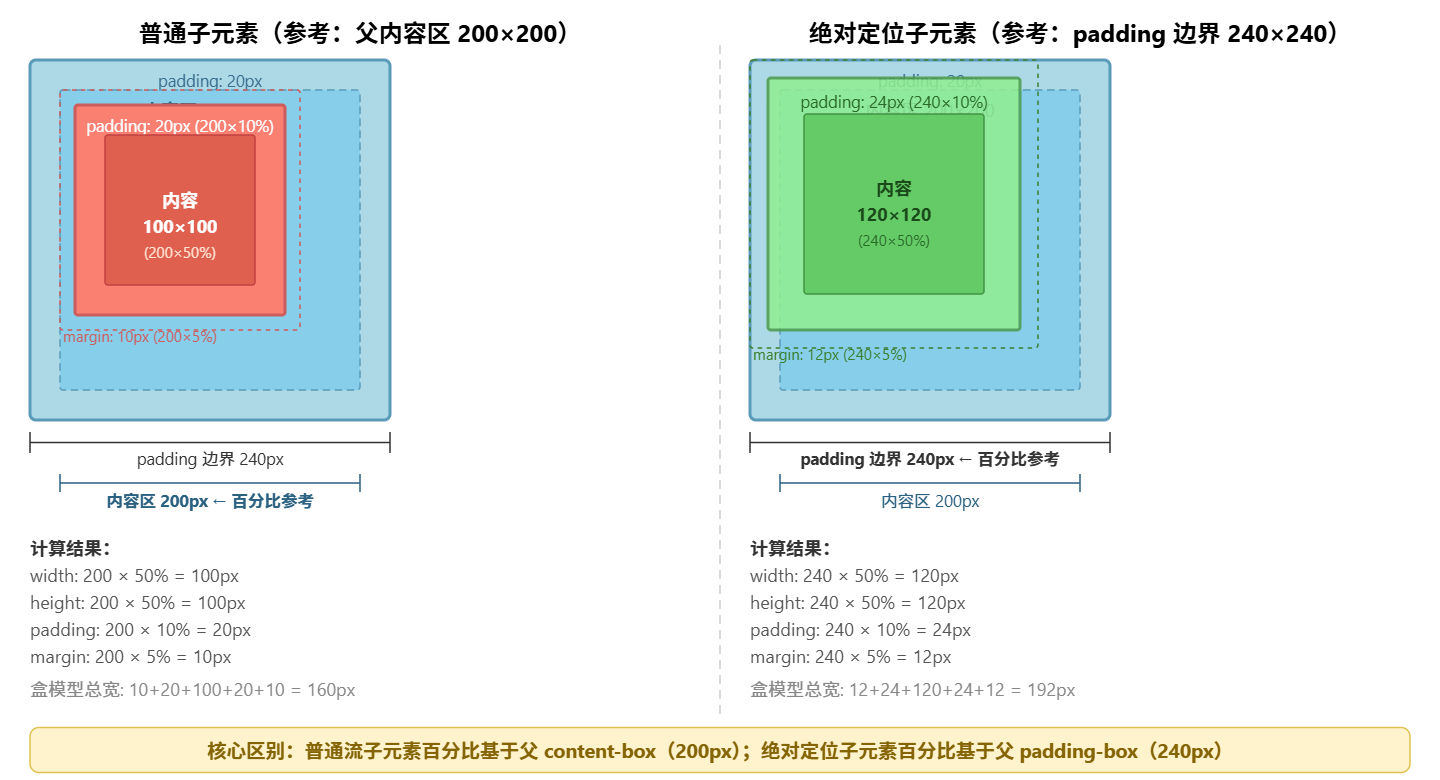 普通子元素（参考：父内容区 200×200）
padding: 20px
padding: 20px (200×10%)
内容
100×100
(200×50%)
margin: 10px (200×5%)
padding 边界 240px
内容区 200px ← 百分比参考
计算结果：
width: 200 × 50% = 100px
height: 200 × 50% = 100px
padding: 200 × 10% = 20px
margin: 200 × 5% = 10px
盒模型总宽: 10+20+100+20+10 = 160px
绝对定位子元素（参考：padding 边界 240×240）
padding: 20px
padding: 24px (240×10%)
内容
120×120
(240×50%)
margin: 12px (240×5%)
padding 边界 240px ← 百分比参考
内容区 200px
计算结果：
width: 240 × 50% = 120px
height: 240 × 50% = 120px
padding: 240 × 10% = 24px
margin: 240 × 5% = 12px
盒模型总宽: 12+24+120+24+12 = 192px
核心区别：普通流子元素百分比基于父 content-box（200px）；绝对定位子元素百分比基于父 padding-box（240px）